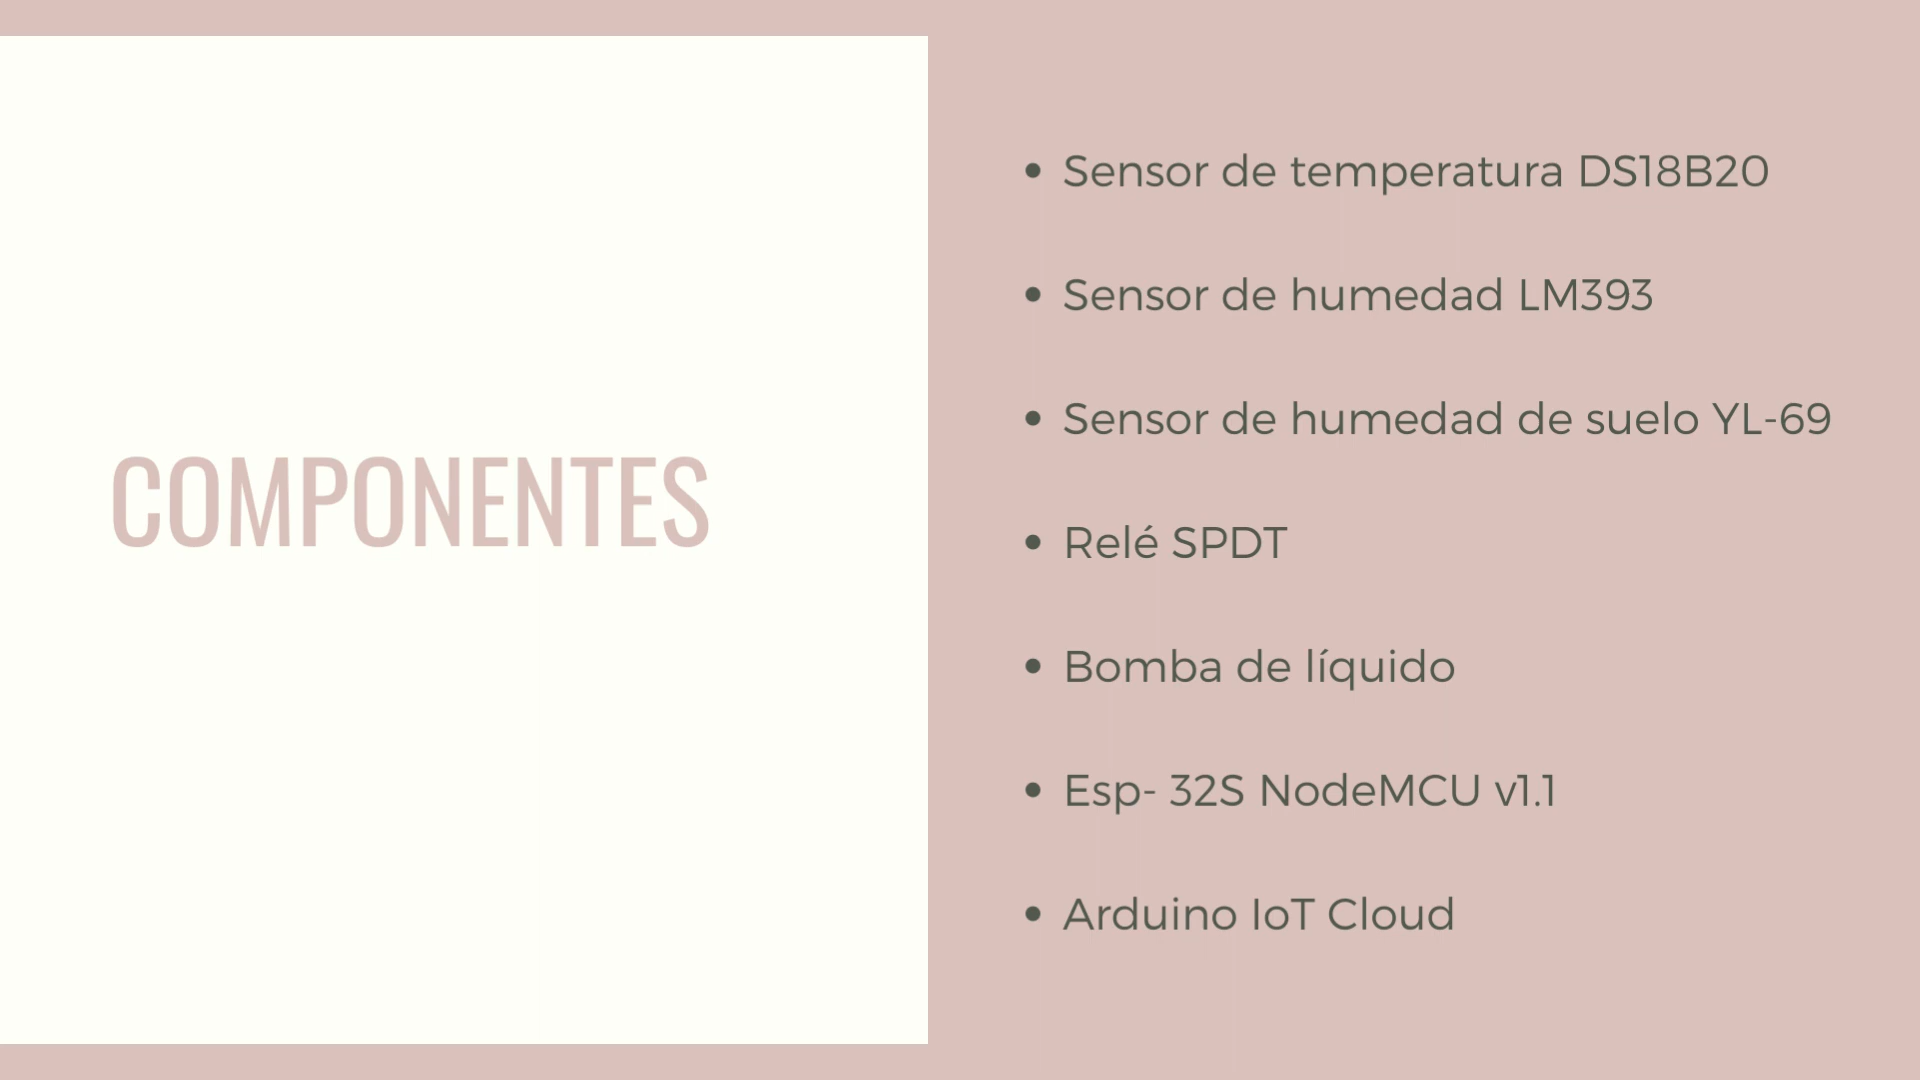 COMPONENTES
• Sensor de temperatura DS18B20
• Sensor de humedad LM393
• Sensor de humedad de suelo YL-69
• Relé SPDT
• Bomba de líquido
• Esp- 32S NodeMCU v1.1
• Arduino IoT Cloud